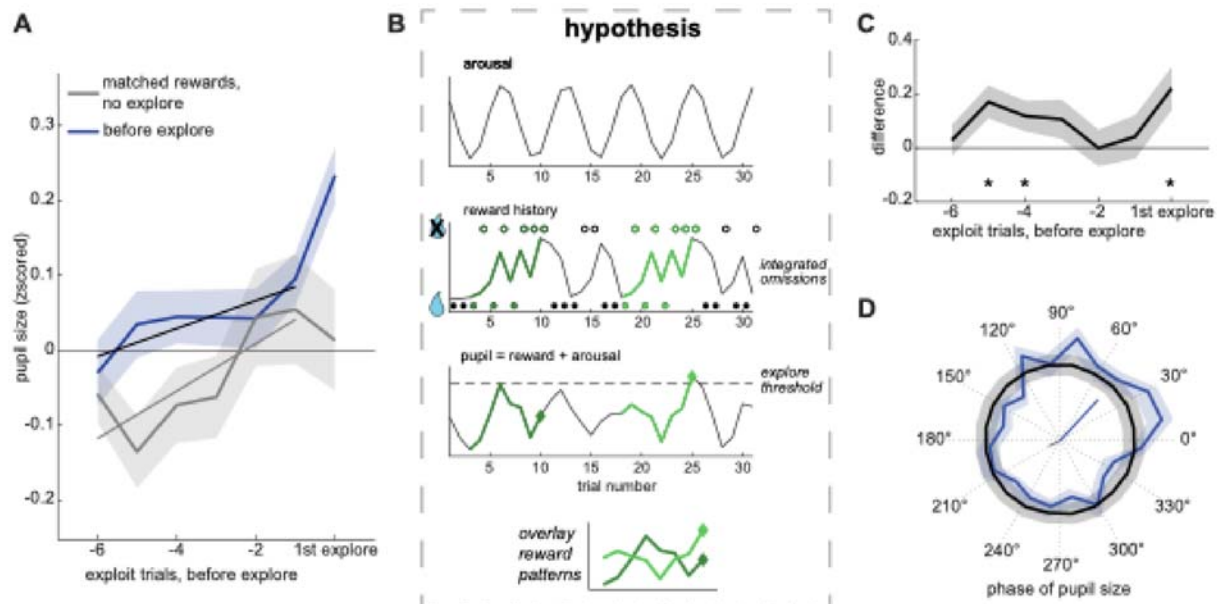 A
matched rewards,
no explore
before explore
pupil size (zscored)
0.3
0.2
0.1
0
-0.1
-0.2
-6
-4
-2
1st explore
exploit trials, before explore
B
hypothesis
arousal
5
10
15
20
25
30
reward history
X
integrated
omissions
5
10
15
20
25
30
pupil = reward + arousal
explore
threshold
5
10
15
20
25
30
trial number
overlay
reward
patterns
C
difference
0.4
0.2
0
-0.2
* * *
-6
-4
-2
1st explore
exploit trials, before explore
D
90°
120°
60°
150°
30°
180°
0°
210°
330°
240°
300°
270°
phase of pupil size